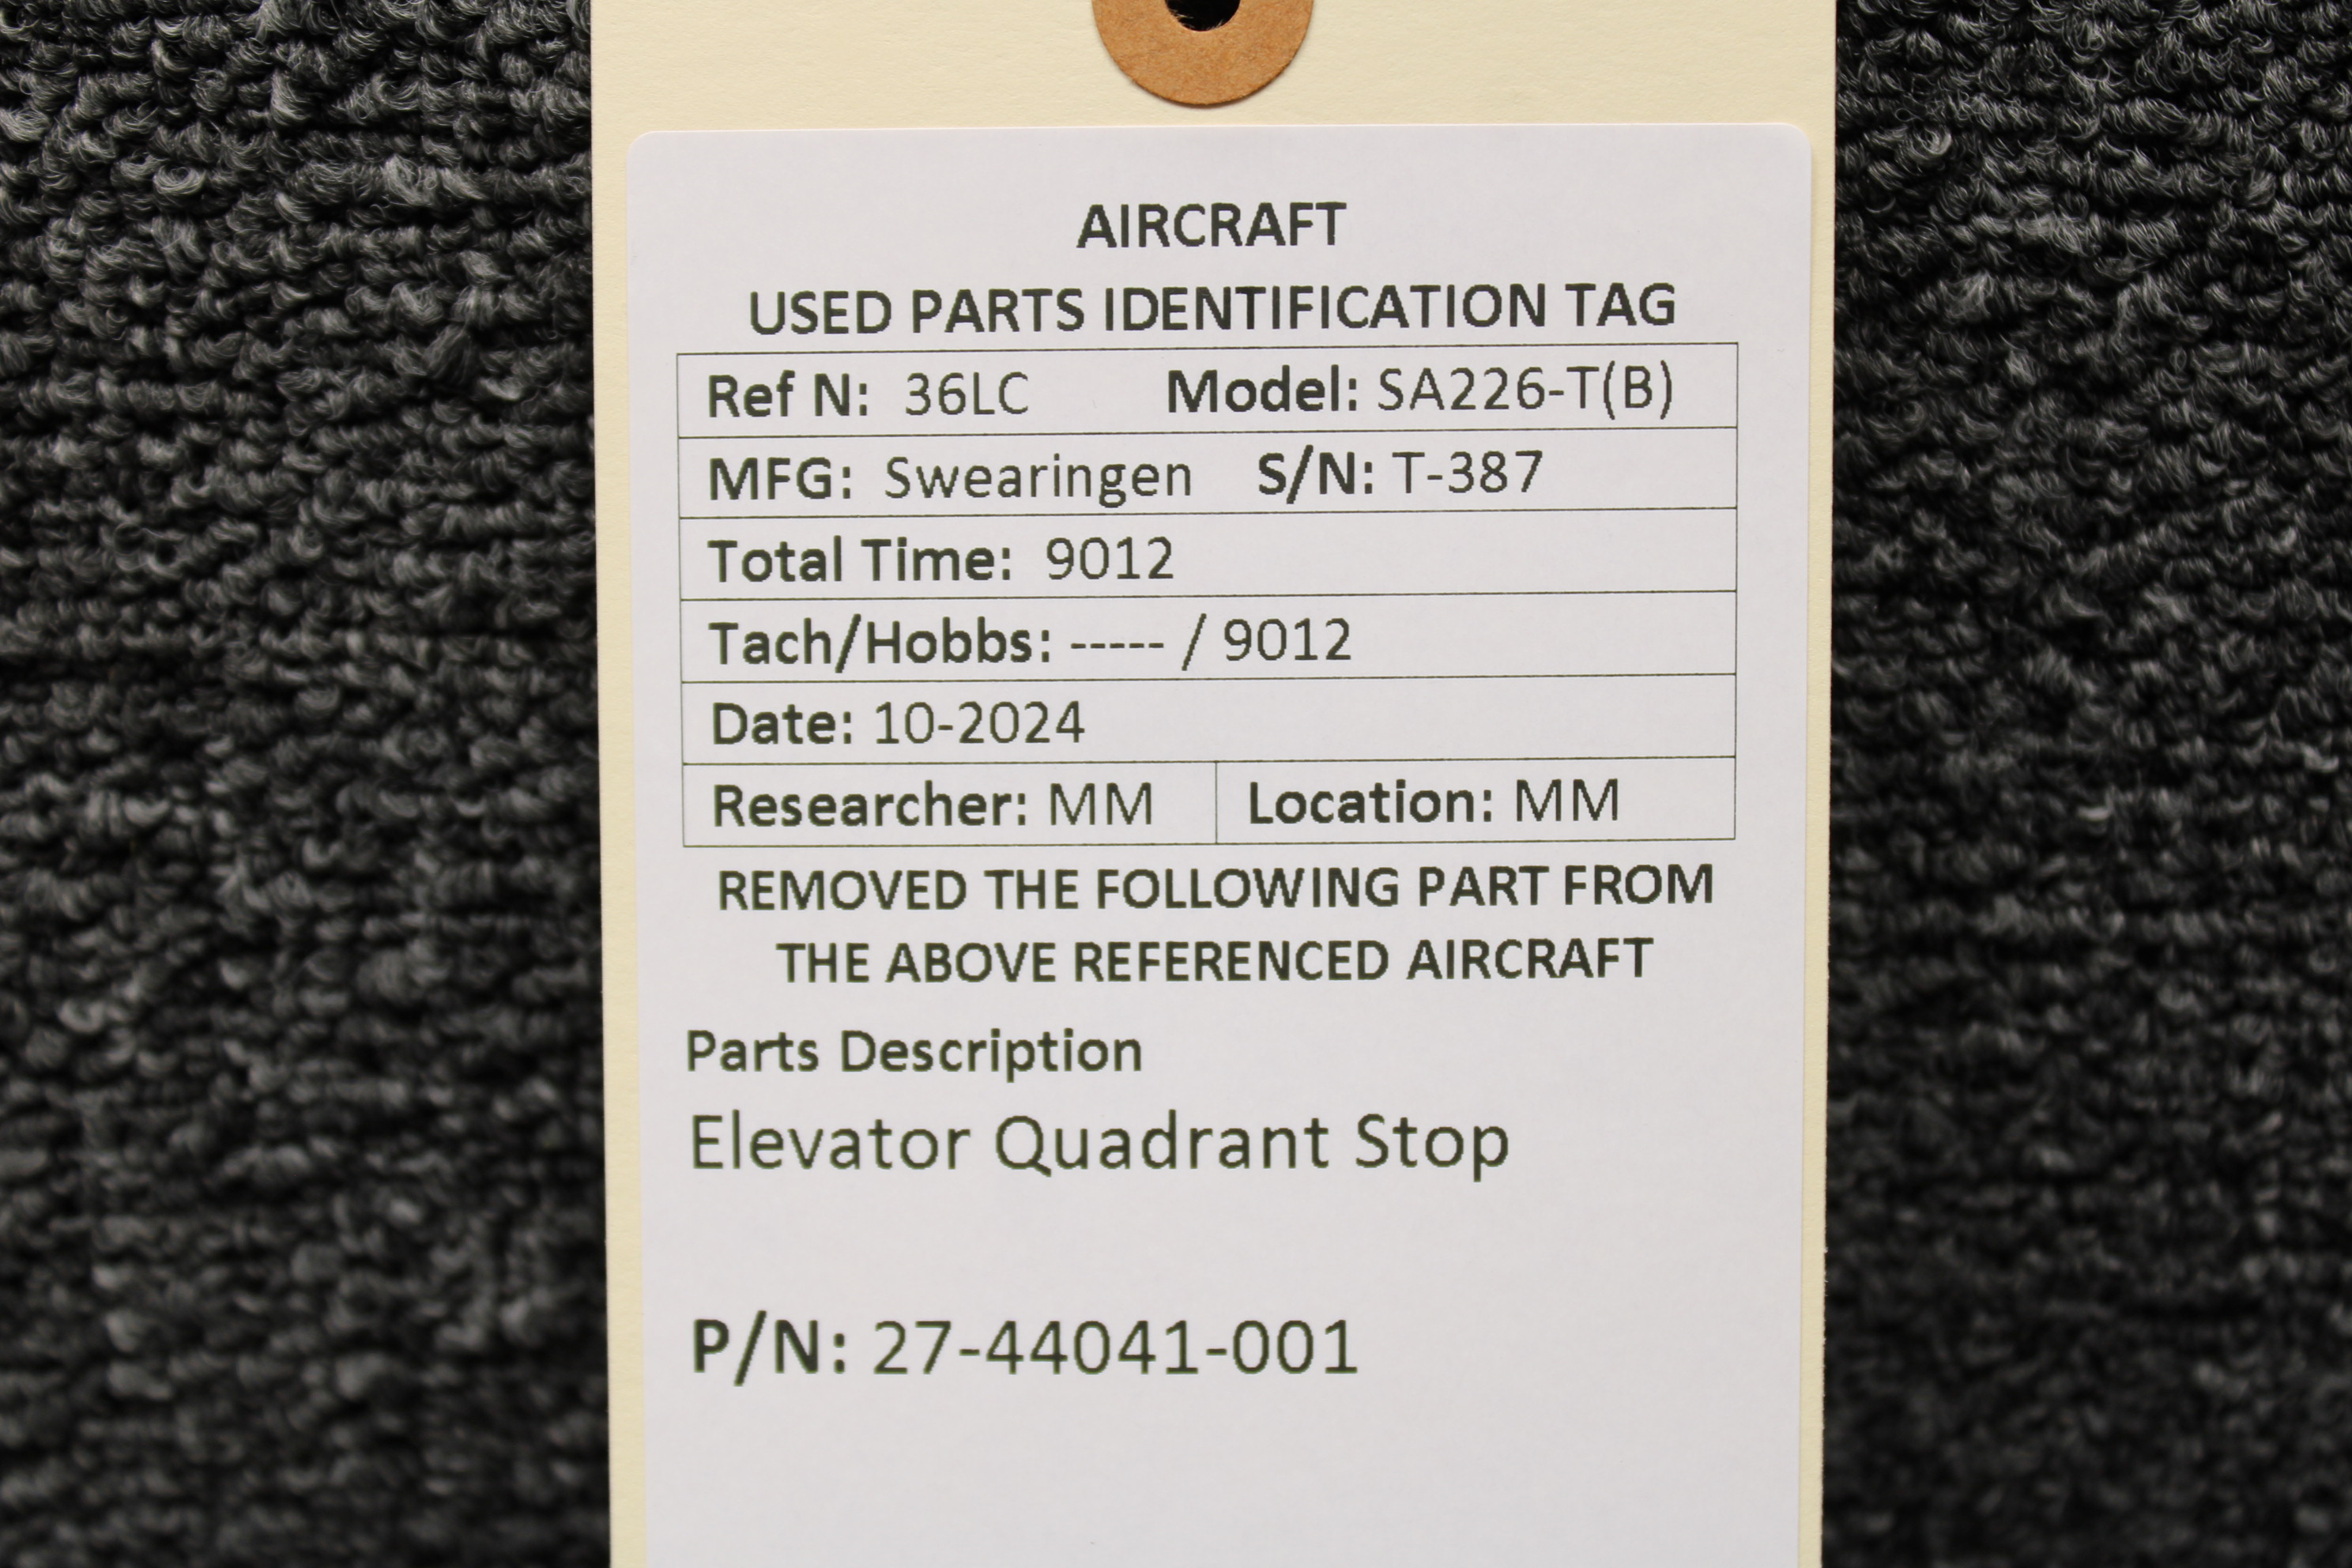 AIRCRAFT
USED PARTS IDENTIFICATION TAG
Ref N: 36LC Model: SA226-T(B)
MFG: Swearingen S/N: T-387
Total Time: 9012
Tach/Hobbs: ----- / 9012
Date: 10-2024
Researcher: MM Location: MM
REMOVED THE FOLLOWING PART FROM
THE ABOVE REFERENCED AIRCRAFT
Parts Description
Elevator Quadrant Stop
P/N: 27-44041-001